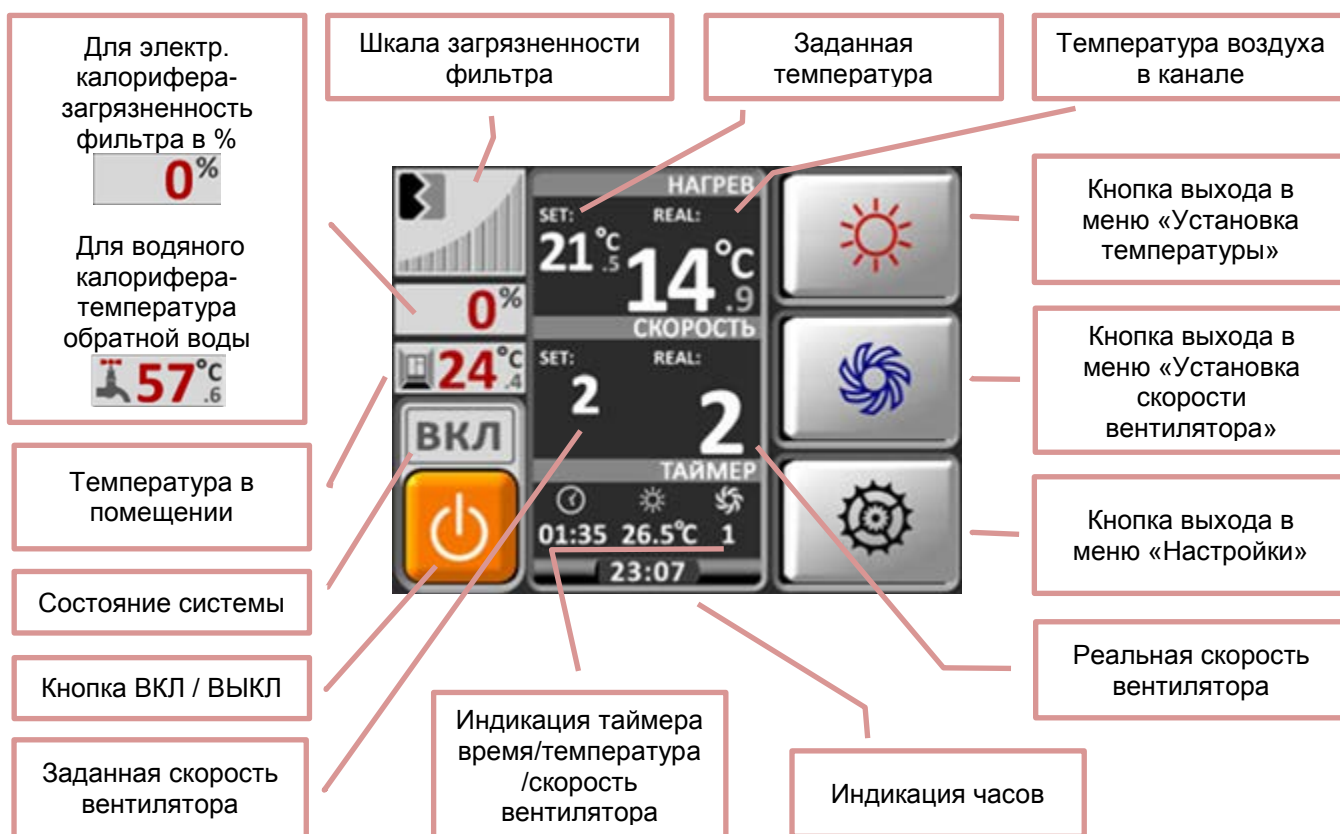 Для электр.
калорифера-
загрязненность
фильтра в %
0%
Для водяного
калорифера-
температура
обратной воды
57°C
.6
Шкала загрязненности
фильтра
Заданная
температура
Температура воздуха
в канале
НАГРЕВ
SET:
REAL:
21°C
.5
14°C
.9
0%
СКОРОСТЬ
24°C
.4
SET:
REAL:
2
2
ВКЛ
ТАЙМЕР
01:35 26.5°C 1
23:07
Кнопка выхода в
меню «Установка
температуры»
Кнопка выхода в
меню «Установка
скорости
вентилятора»
Кнопка выхода в
меню «Настройки»
Реальная скорость
вентилятора
Температура в
помещении
Состояние системы
Кнопка ВКЛ / ВЫКЛ
Заданная скорость
вентилятора
Индикация таймера
время/температура
/скорость
вентилятора
Индикация часов